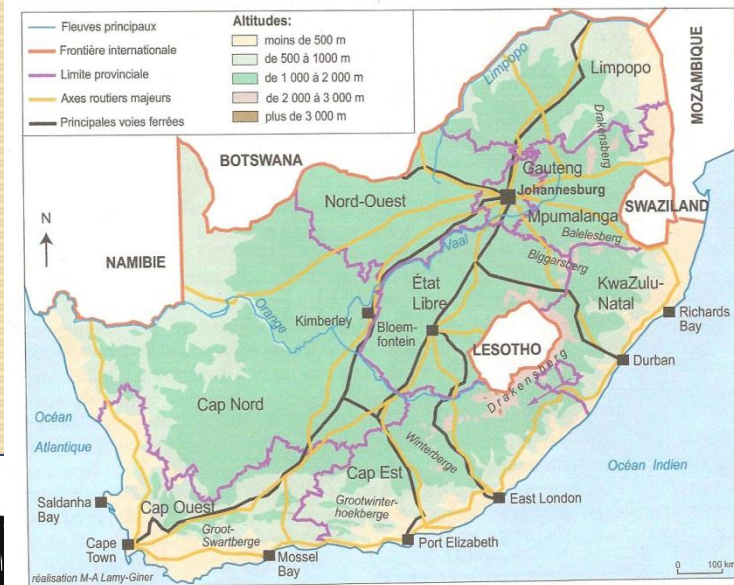 Fleuves principaux
Frontière internationale
Limite provinciale
Axes routiers majeurs
Principales voies ferrées
Altitudes:
moins de 500 m
de 500 à 1000 m
de 1 000 à 2 000 m
de 2 000 à 3 000 m
plus de 3 000 m
MOZAMBIQUE
Limpopo
Limpopo
Drakensberg
BOTSWANA
Gauteng
Johannesburg
Nord-Ouest
Mpumalanga
SWAZILAND
N
NAMIBIE
Vaal
Balelesberg
Biggarsberg
État
Libre
KwaZulu-
Natal
Orange
Kimberley
Bloem-
fontein
Richards
Bay
LESOTHO
Durban
Drakensberg
Cap Nord
Océan
Atlantique
Winterberge
Océan Indien
Cap Est
Grootwinter-
hoekberge
East London
Saldanha
Bay
Cap Ouest
Groot-
Swartberge
Cape
Town
Mossel
Bay
Port Elizabeth
0 100 km
réalisation M-A Lamy-Giner